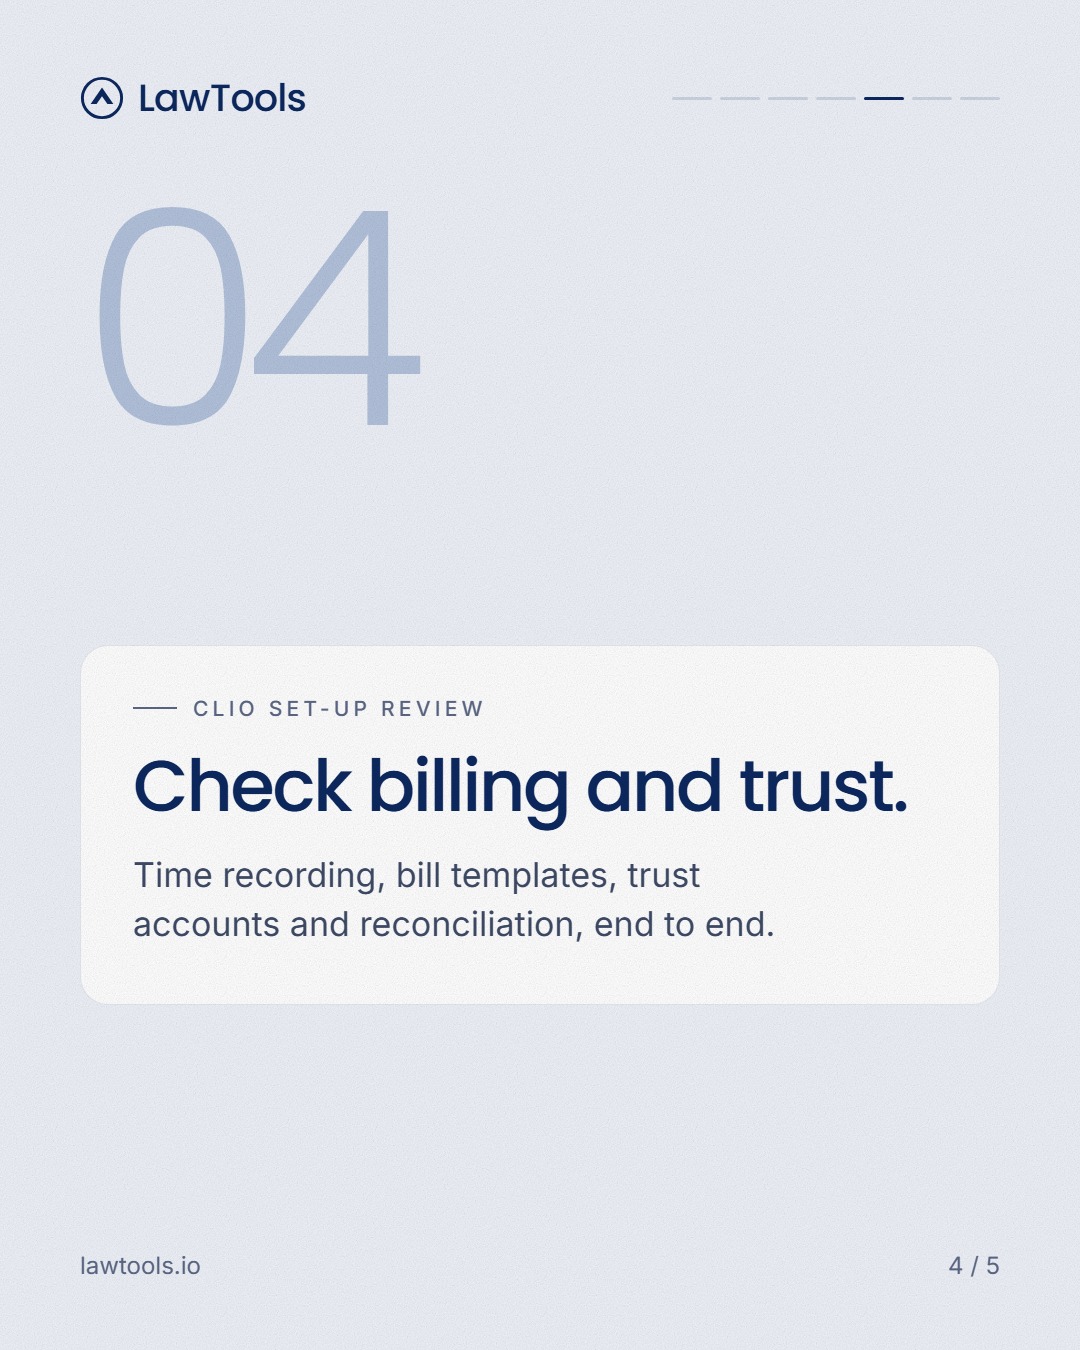 LawTools
04
CLIO SET-UP REVIEW
Check billing and trust.
Time recording, bill templates, trust
accounts and reconciliation, end to end.
lawtools.io
4 / 5